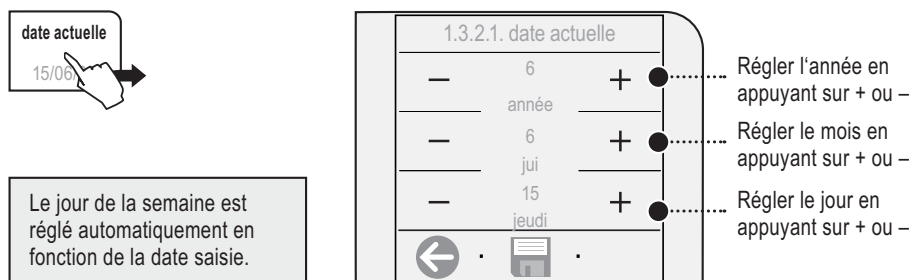 date actuelle
15/06/
1.3.2.1. date actuelle
– 6 +
année
– 6 +
jui
– 15 +
jeudi
Régler l‘année en
appuyant sur + ou –
Régler le mois en
appuyant sur + ou –
Régler le jour en
appuyant sur + ou –
Le jour de la semaine est
réglé automatiquement en
fonction de la date saisie.